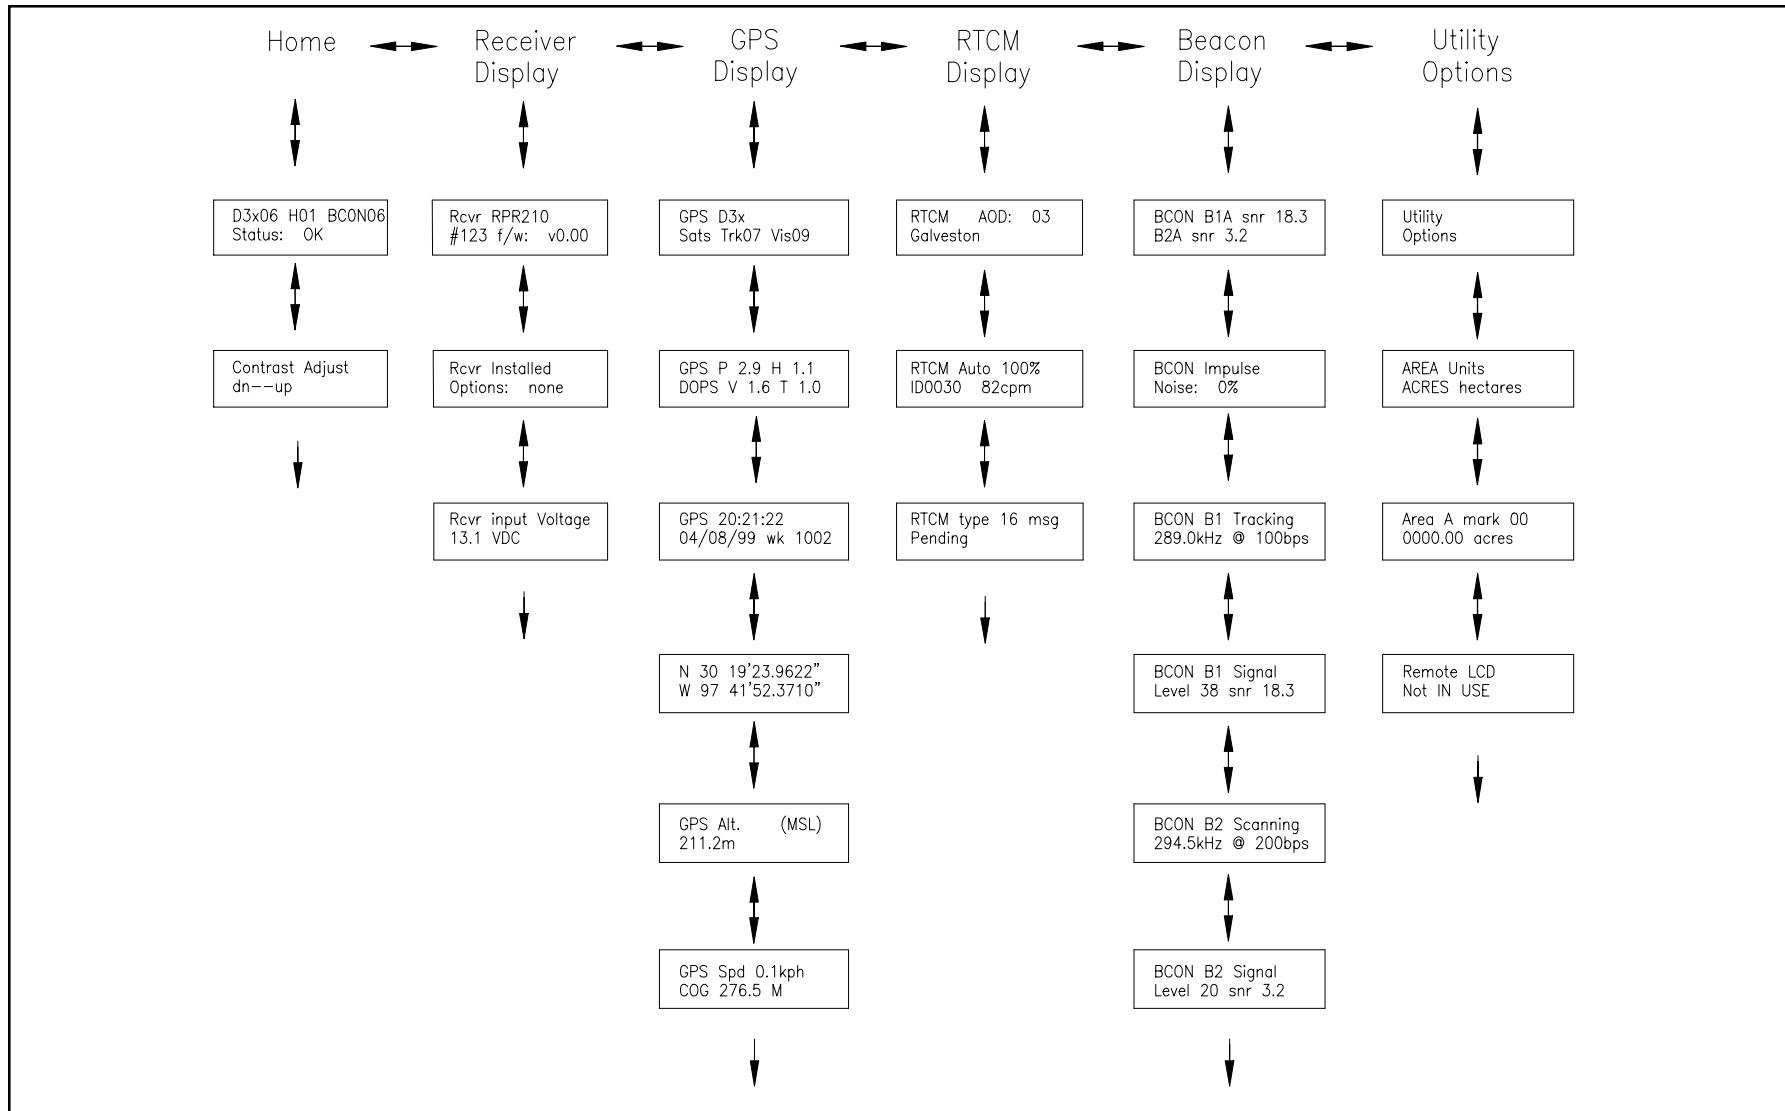 Home
Receiver
Display
GPS
Display
RTCM
Display
Beacon
Display
Utility
Options
D3x06 H01 BCON06
Status: OK
Contrast Adjust
dn--up
Rcvr RPR210
#123 f/w: v0.00
Rcvr Installed
Options: none
Rcvr input Voltage
13.1 VDC
GPS D3x
Sats Trk07 Vis09
GPS P 2.9 H 1.1
DOPS V 1.6 T 1.0
GPS 20:21:22
04/08/99 wk 1002
N 30 19'23.9622"
W 97 41'52.3710"
GPS Alt. (MSL)
211.2m
GPS Spd 0.1kph
COG 276.5 M
RTCM AOD: 03
Galveston
RTCM Auto 100%
ID0030 82cpm
RTCM type 16 msg
Pending
BCON B1A snr 18.3
B2A snr 3.2
BCON Impulse
Noise: 0%
BCON B1 Tracking
289.0kHz @ 100bps
BCON B1 Signal
Level 38 snr 18.3
BCON B2 Scanning
294.5kHz @ 200bps
BCON B2 Signal
Level 20 snr 3.2
Utility
Options
AREA Units
ACRES hectares
Area A mark 00
0000.00 acres
Remote LCD
Not IN USE